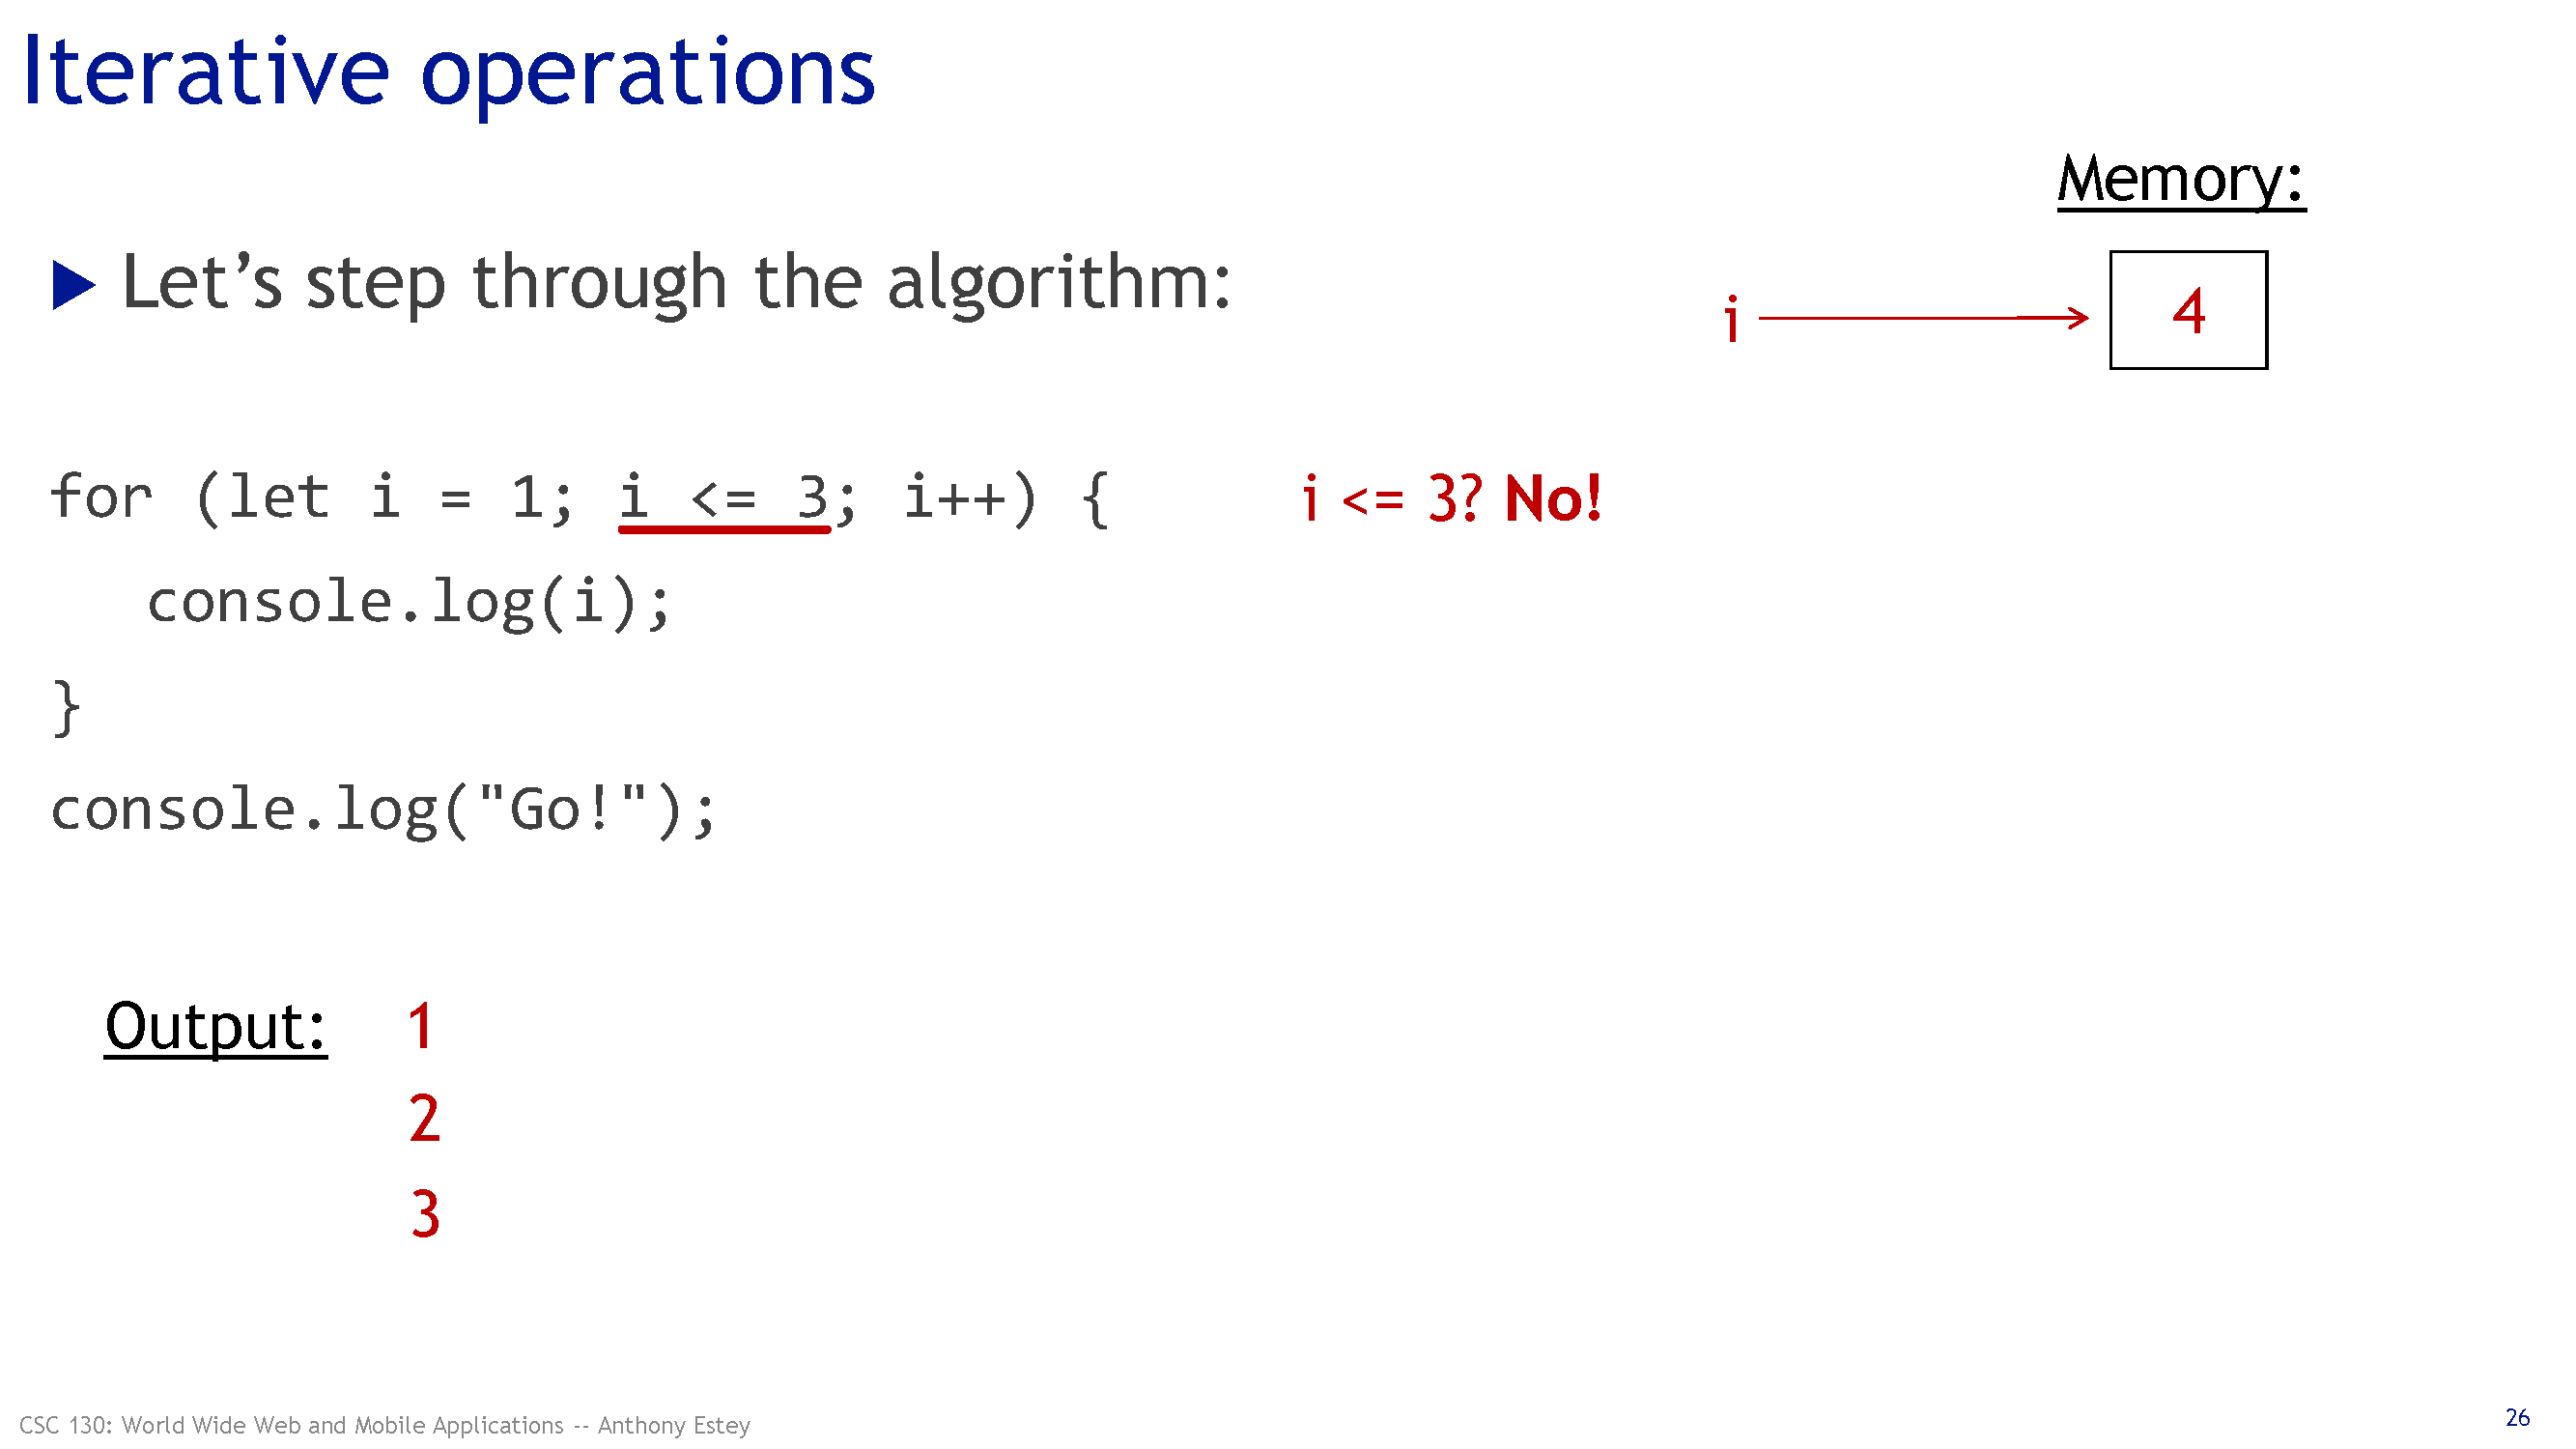 Iterative operations
Memory:
▶ Let’s step through the algorithm:
i 4
for (let i = 1; i <= 3; i++) { i <= 3? No!
console.log(i);
}
console.log("Go!");
Output: 1
2
3
CSC 130: World Wide Web and Mobile Applications -- Anthony Estey
26